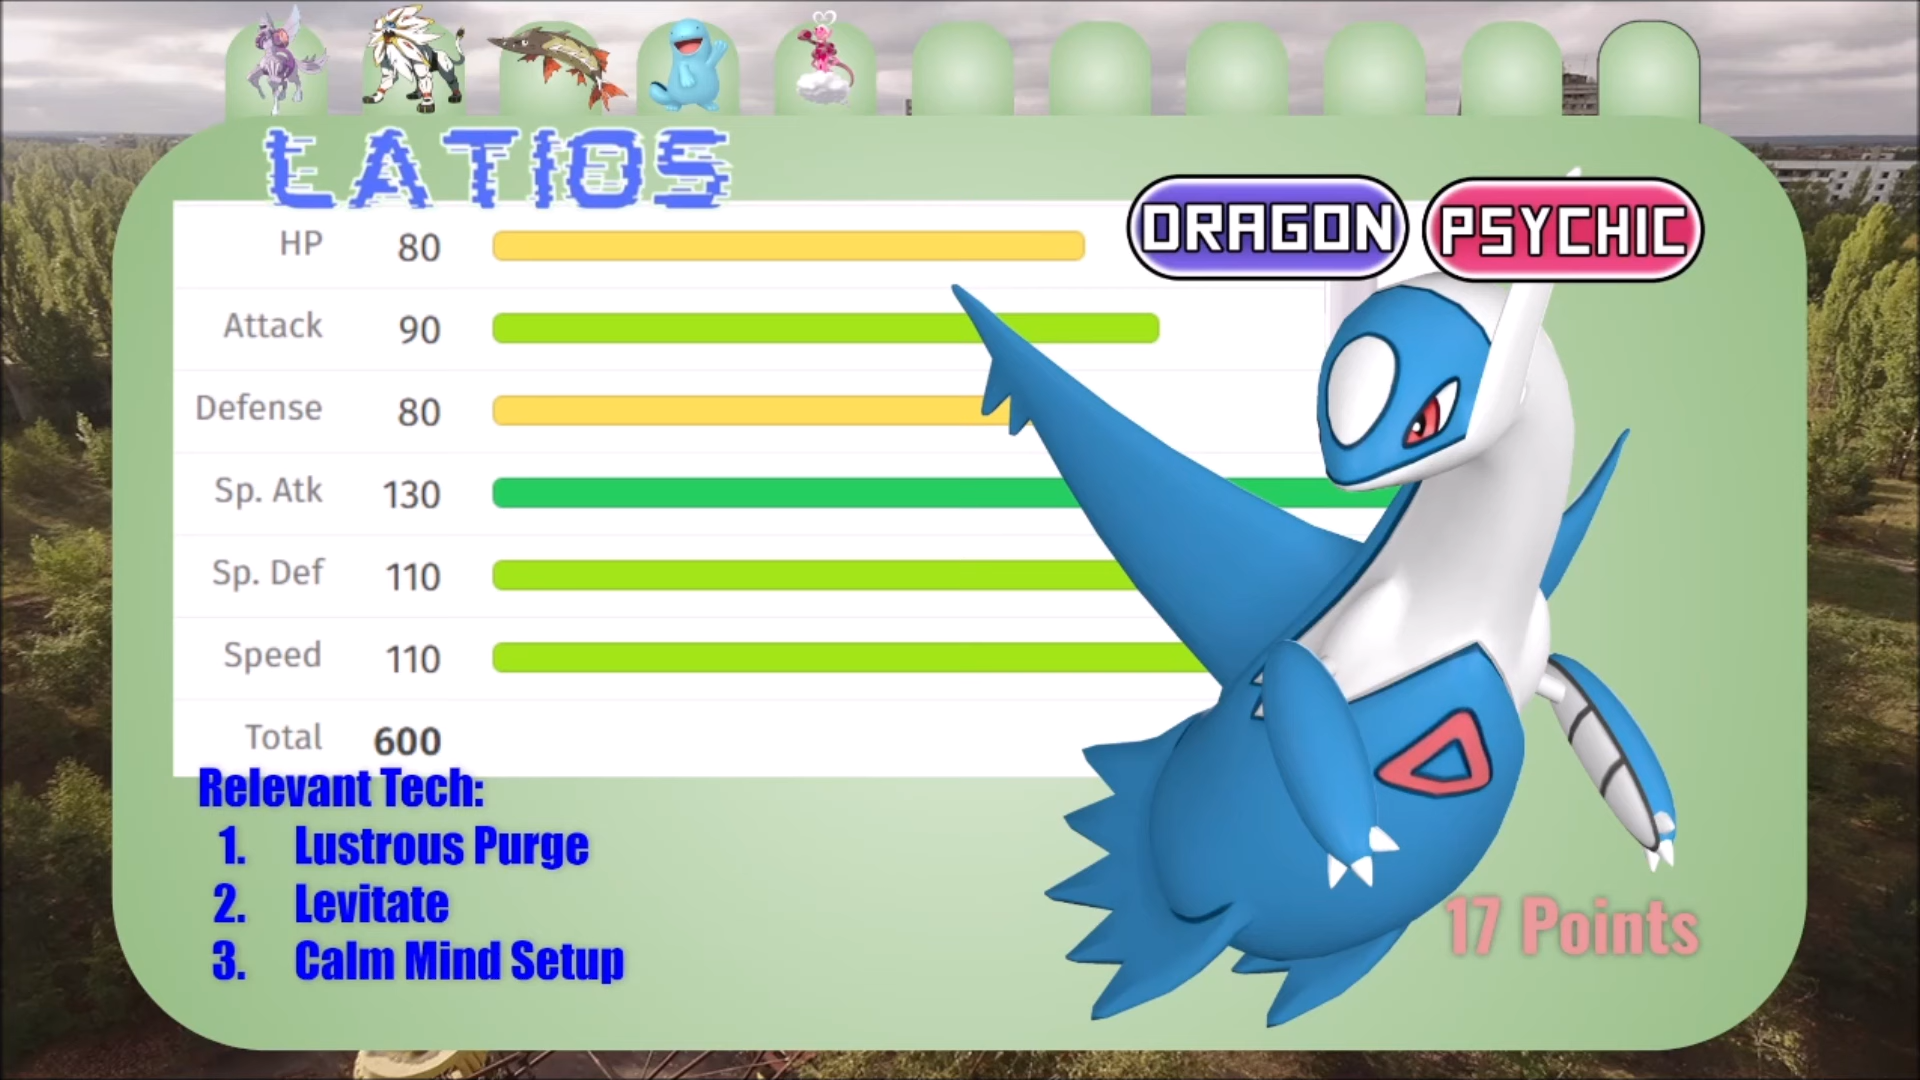 LATIOS
DRAGON PSYCHIC
HP 80
Attack 90
Defense 80
Sp. Atk 130
Sp. Def 110
Speed 110
Total 600
Relevant Tech:
1. Lustrous Purge
2. Levitate
3. Calm Mind Setup
17 Points